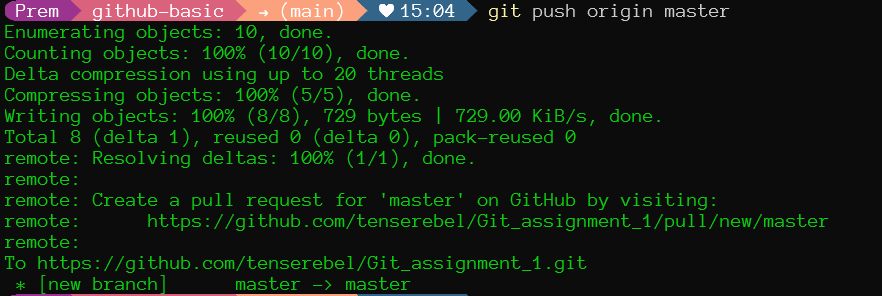 Prem github-basic → (main) ♥ 15:04 git push origin master
Enumerating objects: 10, done.
Counting objects: 100% (10/10), done.
Delta compression using up to 20 threads
Compressing objects: 100% (5/5), done.
Writing objects: 100% (8/8), 729 bytes | 729.00 KiB/s, done.
Total 8 (delta 1), reused 0 (delta 0), pack-reused 0
remote: Resolving deltas: 100% (1/1), done.
remote:
remote: Create a pull request for 'master' on GitHub by visiting:
remote:      https://github.com/tenserebel/Git_assignment_1/pull/new/master
remote:
To https://github.com/tenserebel/Git_assignment_1.git
 * [new branch]      master -> master